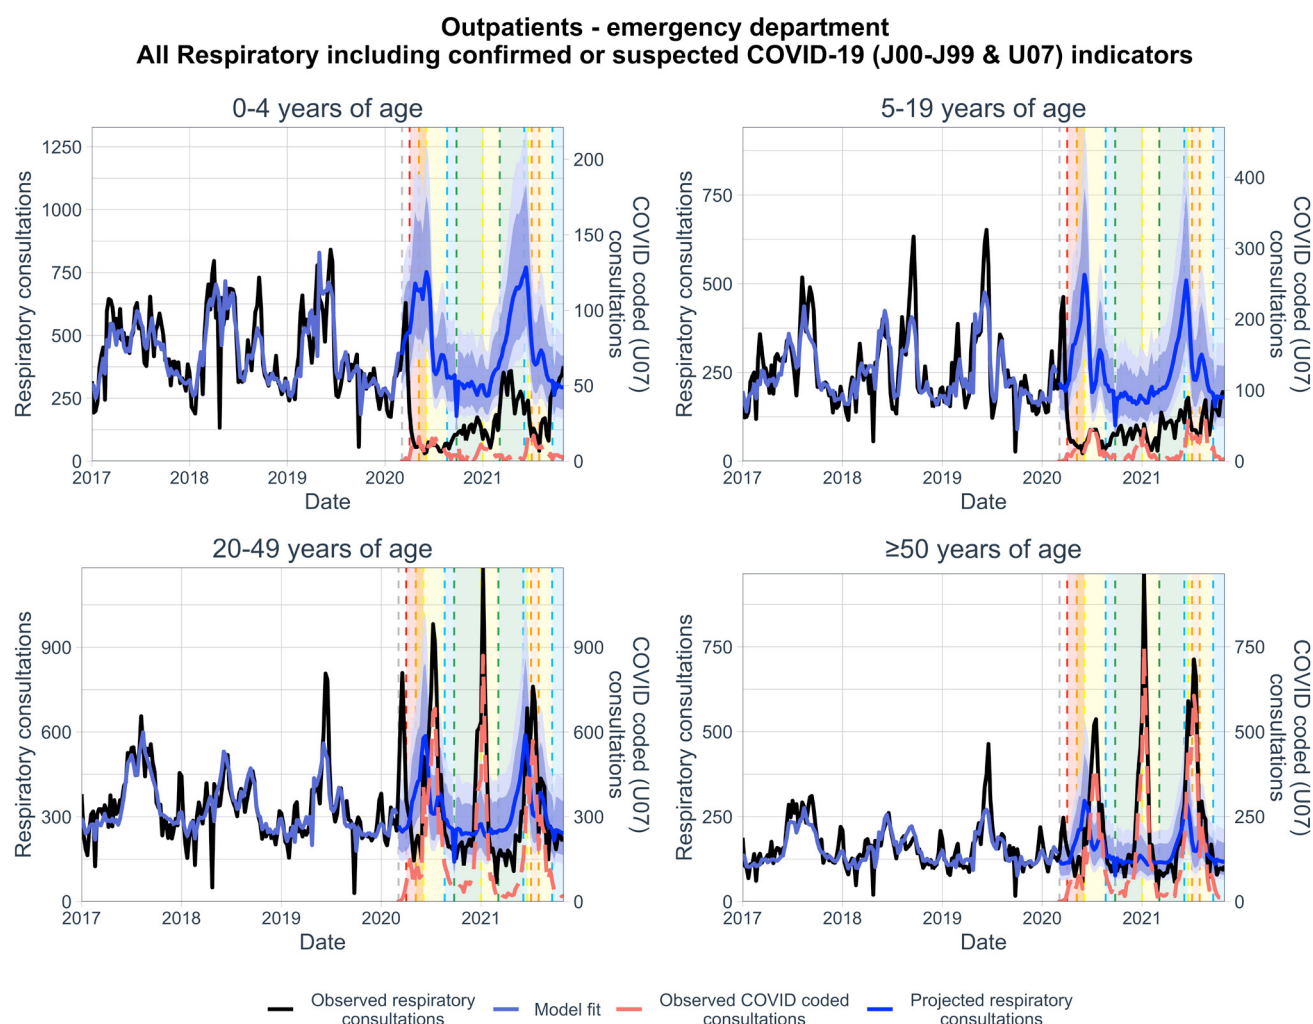 Outpatients - emergency department
All Respiratory including confirmed or suspected COVID-19 (J00-J99 & U07) indicators
0-4 years of age
Respiratory consultations
1250
1000
750
500
250
0
200
150
100
50
0
COVID coded (U07)
consultations
2017 2018 2019 2020 2021
Date
5-19 years of age
Respiratory consultations
750
500
250
0
400
300
200
100
0
COVID coded (U07)
consultations
2017 2018 2019 2020 2021
Date
20-49 years of age
Respiratory consultations
900
600
300
0
900
600
300
0
COVID coded (U07)
consultations
2017 2018 2019 2020 2021
Date
≥50 years of age
Respiratory consultations
750
500
250
0
750
500
250
0
COVID coded (U07)
consultations
2017 2018 2019 2020 2021
Date
Observed respiratory
consultations
Model fit
Observed COVID coded
consultations
Projected respiratory
consultations